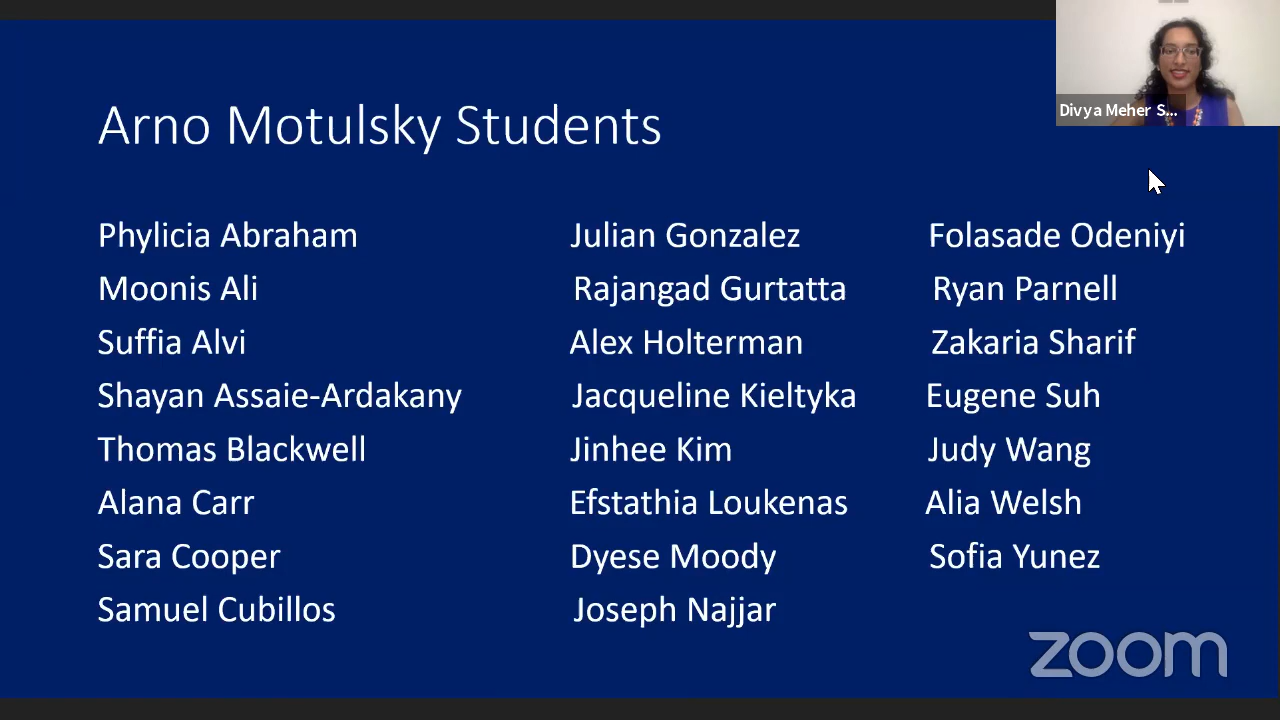 Arno Motulsky Students
Divya Meher S...
Phylicia Abraham
Moonis Ali
Suffia Alvi
Shayan Assaie-Ardakany
Thomas Blackwell
Alana Carr
Sara Cooper
Samuel Cubillos
Julian Gonzalez
Rajangad Gurtatta
Alex Holterman
Jacqueline Kieltyka
Jinhee Kim
Efstathia Loukenas
Dyese Moody
Joseph Najjar
Folasade Odeniyi
Ryan Parnell
Zakaria Sharif
Eugene Suh
Judy Wang
Alia Welsh
Sofia Yunez
zoom